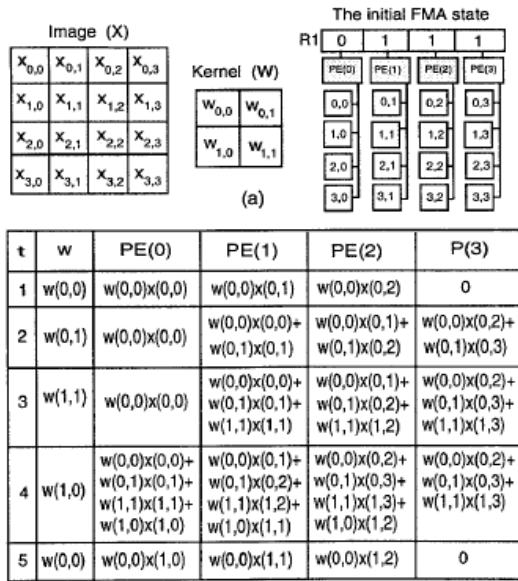 Image (X)
X0,0 X0,1 X0,2 X0,3
X1,0 X1,1 X1,2 X1,3
X2,0 X2,1 X2,2 X2,3
X3,0 X3,1 X3,2 X3,3
Kernel (W)
W0,0 W0,1
W1,0 W1,1
(a)
The initial FMA state
R1 0 1 1 1
PE(0) PE(1) PE(2) PE(3)
0,0 0,1 0,2 0,3
1,0 1,1 1,2 1,3
2,0 2,1 2,2 2,3
3,0 3,1 3,2 3,3
t w PE(0) PE(1) PE(2) P(3)
1 w(0,0) w(0,0)x(0,0) w(0,0)x(0,1) w(0,0)x(0,2) 0
2 w(0,1) w(0,0)x(0,0) w(0,0)x(0,0)+ w(0,0)x(0,1)+ w(0,0)x(0,2)+
w(0,1)x(0,1) w(0,1)x(0,2) w(0,1)x(0,3)
3 w(1,1) w(0,0)x(0,0) w(0,0)x(0,0)+ w(0,0)x(0,1)+ w(0,0)x(0,2)+
w(0,1)x(0,1)+ w(0,1)x(0,2)+ w(0,1)x(0,3)+
w(1,1)x(1,1) w(1,1)x(1,2) w(1,1)x(1,3)
4 w(1,0) w(0,0)x(0,0)+ w(0,0)x(0,1)+ w(0,0)x(0,2)+ w(0,0)x(0,2)+
w(0,1)x(0,1)+ w(0,1)x(0,2)+ w(0,1)x(0,3)+ w(0,1)x(0,3)+
w(1,1)x(1,1)+ w(1,1)x(1,2)+ w(1,1)x(1,3)+ w(1,1)x(1,3)
w(1,0)x(1,0) w(1,0)x(1,1) w(1,0)x(1,2)
5 w(0,0) w(0,0)x(1,0) w(0,0)x(1,1) w(0,0)x(1,2) 0